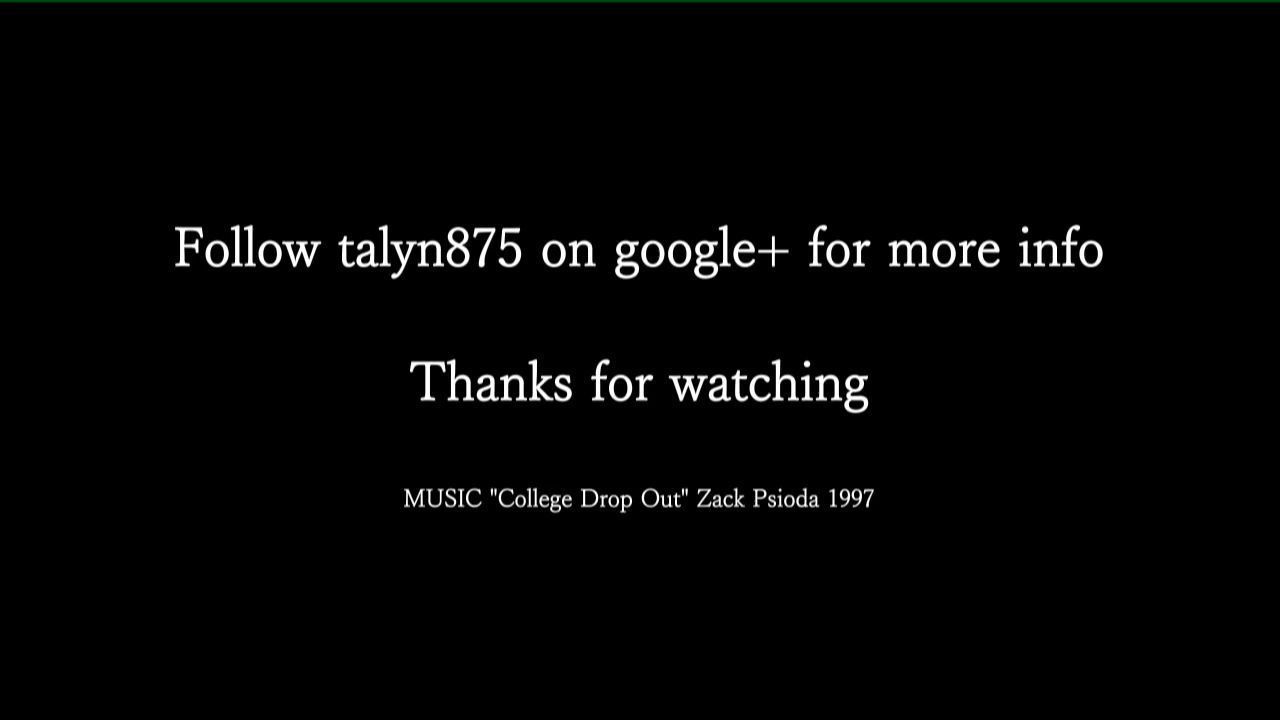 Follow talyn875 on google+ for more info
Thanks for watching
MUSIC "College Drop Out" Zack Psioda 1997